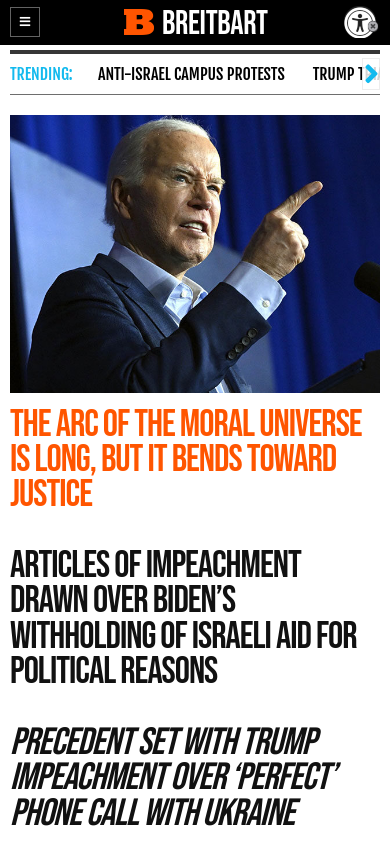 BREITBART
TRENDING: ANTI-ISRAEL CAMPUS PROTESTS TRUMP
THE ARC OF THE MORAL UNIVERSE
IS LONG, BUT IT BENDS TOWARD
JUSTICE
ARTICLES OF IMPEACHMENT
DRAWN OVER BIDEN’S
WITHHOLDING OF ISRAELI AID FOR
POLITICAL REASONS
PRECEDENT SET WITH TRUMP
IMPEACHMENT OVER ‘PERFECT’
PHONE CALL WITH UKRAINE